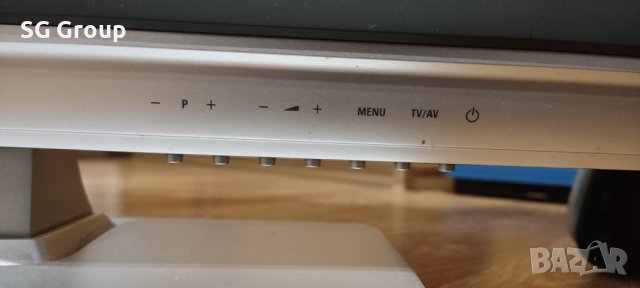 SG Group
− P + − + MENU TV/AV
BAZAR